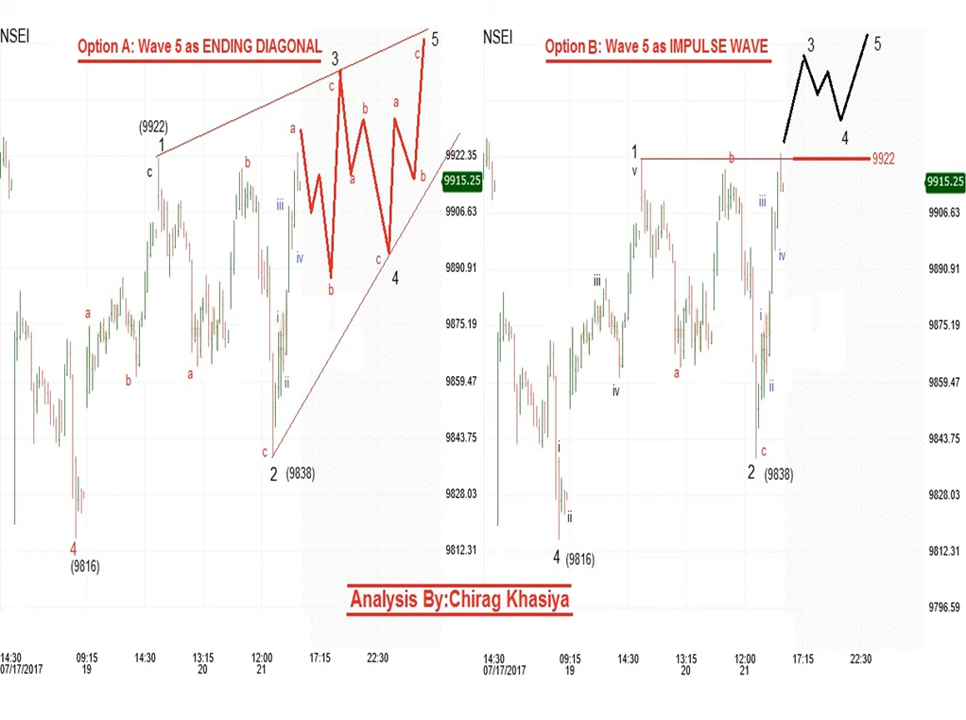 NSEI
Option A: Wave 5 as ENDING DIAGONAL
3
5
c
c
(9922)
1
c
a
b
a
b
a
b
iii
iv
a
b
a
i
ii
b
c
4
c
2 (9838)
4
(9816)
9922.35
9915.25
9906.63
9890.91
9875.19
9859.47
9843.75
9828.03
9812.31
14:30
07/17/2017
09:15
19
14:30
13:15
20
12:00
21
17:15
22:30
NSEI
Option B: Wave 5 as IMPULSE WAVE
3
5
4
1
v
b
9922
iii
iv
iii
iv
a
i
ii
i
ii
c
2 (9838)
4 (9816)
9922.35
9915.25
9906.63
9890.91
9875.19
9859.47
9843.75
9828.03
9812.31
9796.59
14:30
07/17/2017
09:15
19
14:30
13:15
20
12:00
21
17:15
22:30
Analysis By:Chirag Khasiya